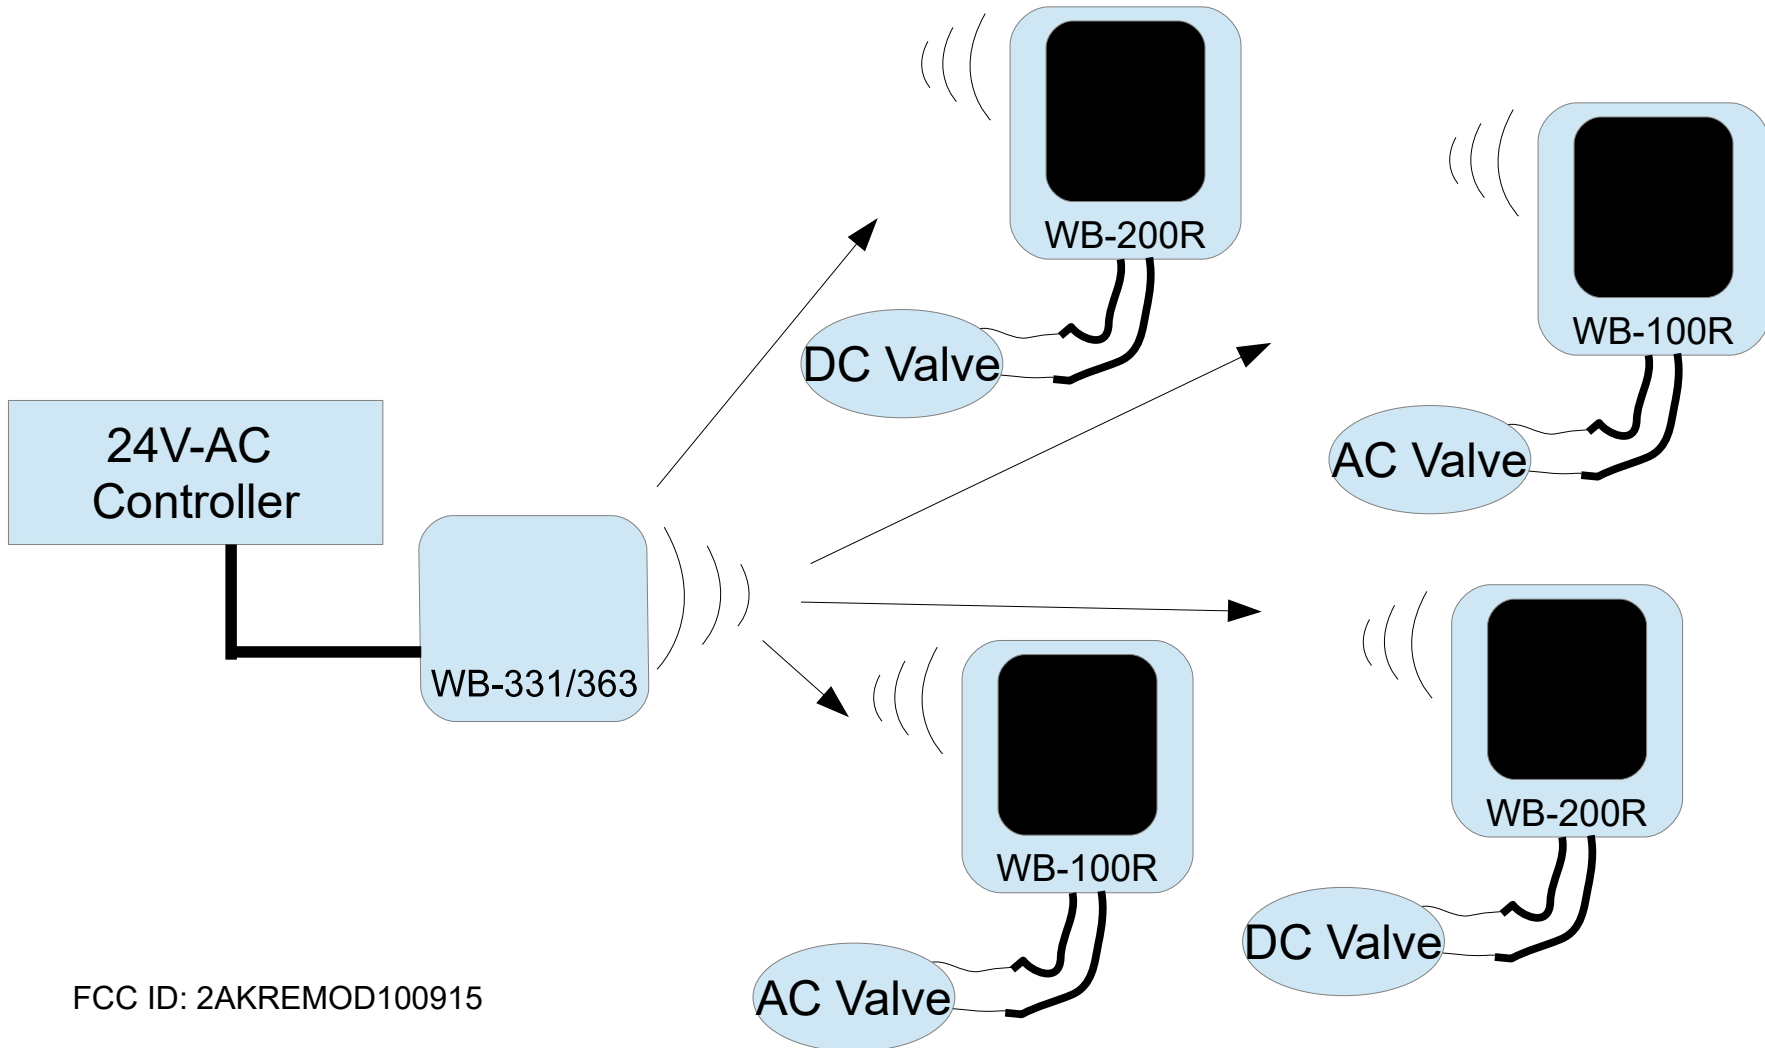 WB-200R
DC Valve
WB-100R
AC Valve
24V-AC
Controller
WB-331/363
WB-100R
AC Valve
WB-200R
DC Valve
FCC ID: 2AKREMOD100915